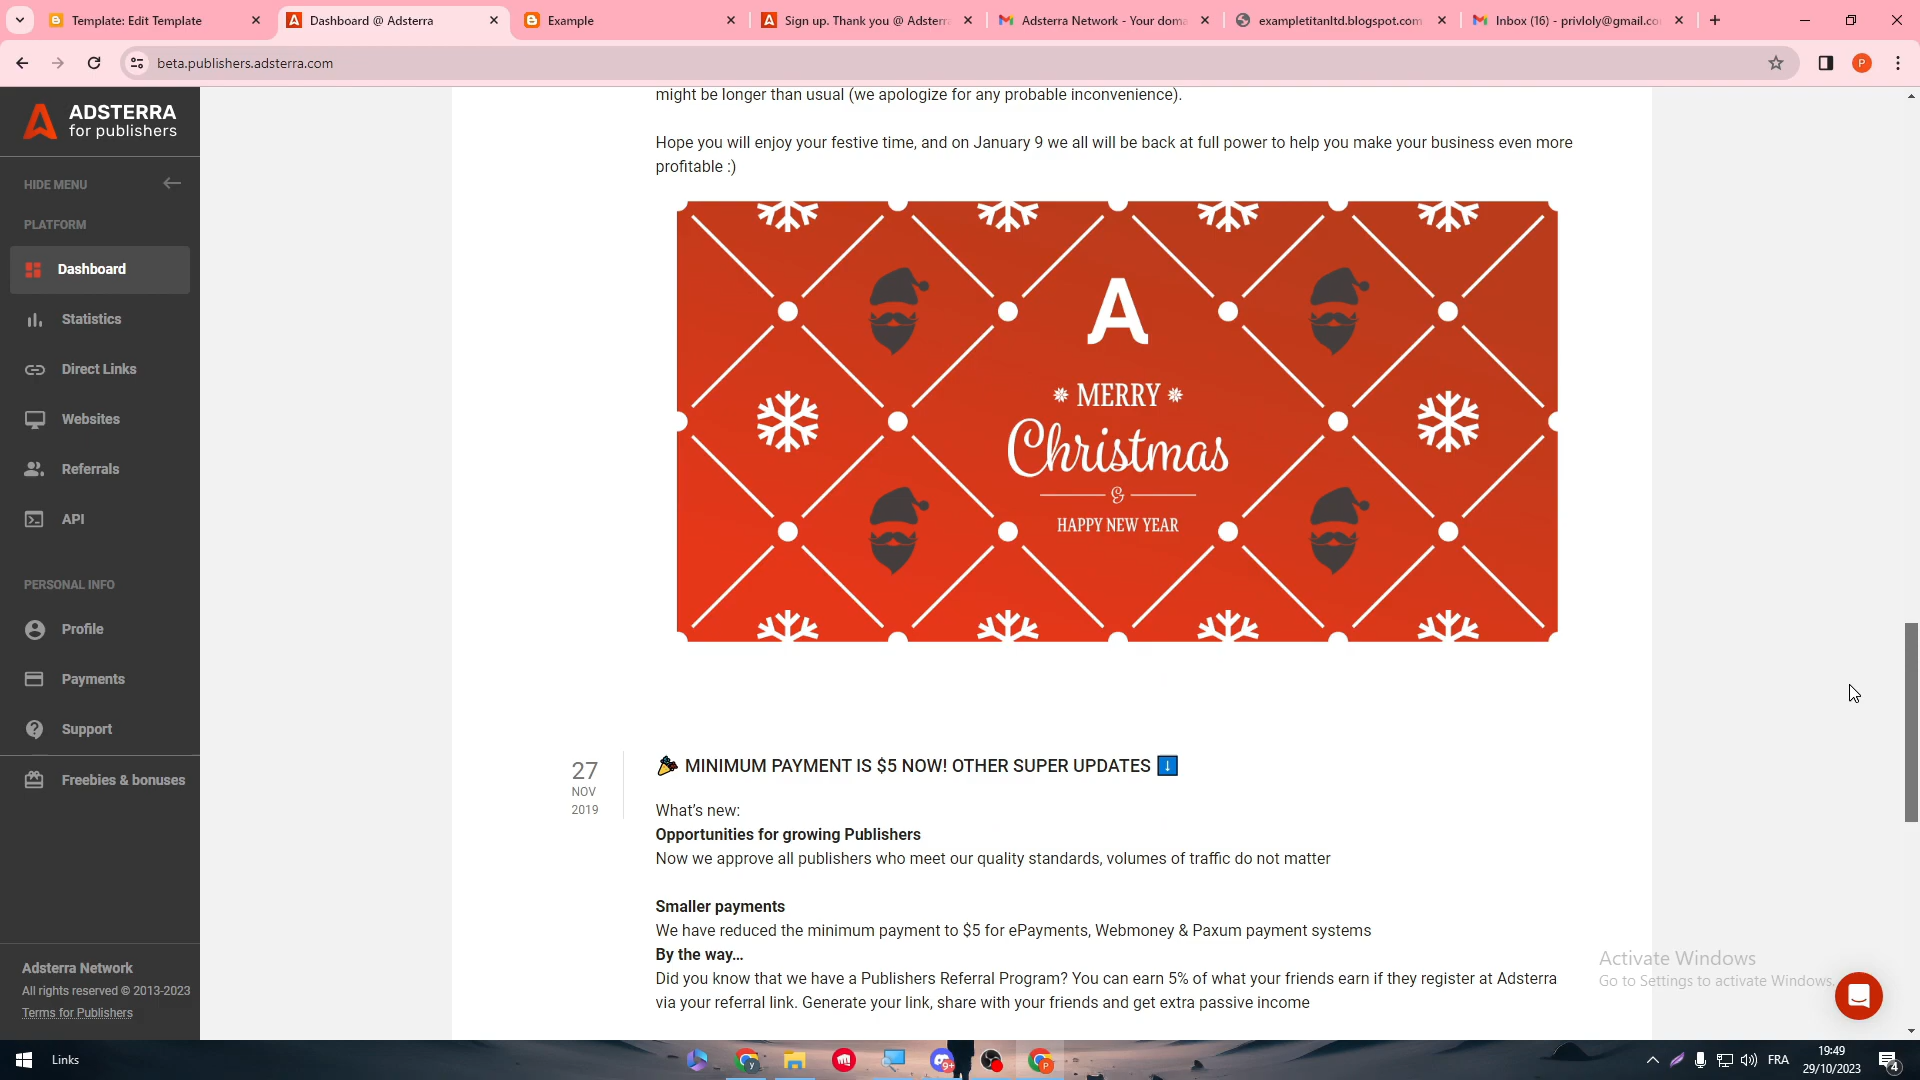 Template: Edit Template
Dashboard @ Adsterra
Example
Sign up. Thank you @ Adsterra
Adsterra Network - Your doma
exampletitanltd.blogspot.com
Inbox (16) - privloly@gmail.co
beta.publishers.adsterra.com
P
ADSTERRA
for publishers
HIDE MENU
PLATFORM
Dashboard
Statistics
Direct Links
Websites
Referrals
API
PERSONAL INFO
Profile
Payments
Support
Freebies & bonuses
Adsterra Network
All rights reserved © 2013-2023
Terms for Publishers
might be longer than usual (we apologize for any probable inconvenience).
Hope you will enjoy your festive time, and on January 9 we all will be back at full power to help you make your business even more
profitable :)
A
MERRY
Christmas
&
HAPPY NEW YEAR
27
NOV
2019
MINIMUM PAYMENT IS $5 NOW! OTHER SUPER UPDATES
What's new:
Opportunities for growing Publishers
Now we approve all publishers who meet our quality standards, volumes of traffic do not matter
Smaller payments
We have reduced the minimum payment to $5 for ePayments, Webmoney & Paxum payment systems
By the way...
Did you know that we have a Publishers Referral Program? You can earn 5% of what your friends earn if they register at Adsterra
via your referral link. Generate your link, share with your friends and get extra passive income
Activate Windows
Go to Settings to activate Windows.
Links
9+
FRA
19:49
29/10/2023
4